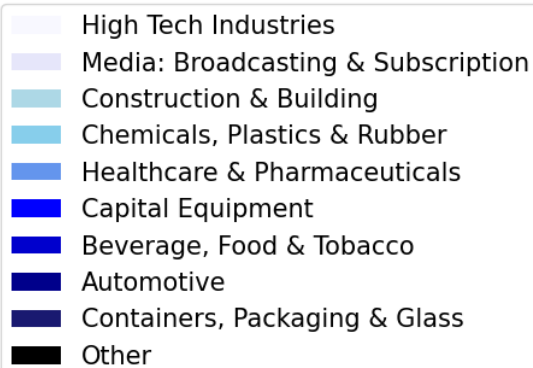 High Tech Industries
Media: Broadcasting & Subscription
Construction & Building
Chemicals, Plastics & Rubber
Healthcare & Pharmaceuticals
Capital Equipment
Beverage, Food & Tobacco
Automotive
Containers, Packaging & Glass
Other